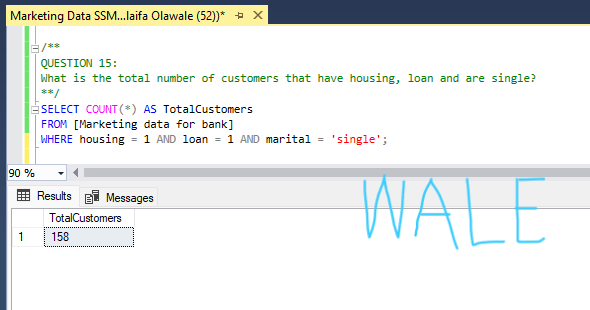 Marketing Data SSM...laifa Olawale (52))*
/**
QUESTION 15:
What is the total number of customers that have housing, loan and are single?
**/
SELECT COUNT(*) AS TotalCustomers
FROM [Marketing data for bank]
WHERE housing = 1 AND loan = 1 AND marital = 'single';
90 %
Results Messages
WALE
TotalCustomers
1 158